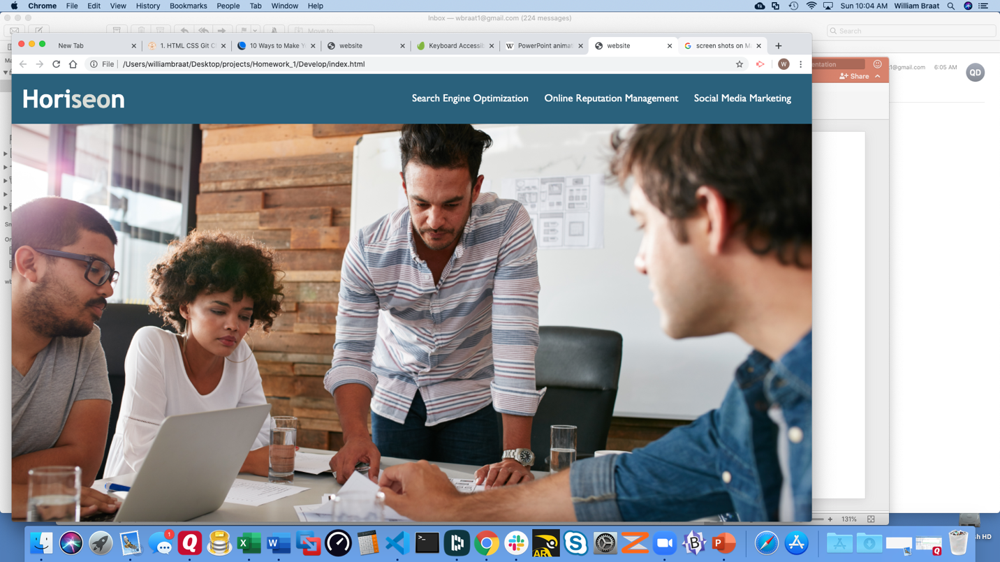 Chrome File Edit View History Bookmarks People Tab Window Help Sun 10:04 AM William Braat
Inbox — wbraat1@gmail.com (224 messages)
Move to...
Search
New Tab 1. HTML CSS Git C 10 Ways to Make Y website Keyboard Accessib PowerPoint animat website screen shots on M
File /Users/williambraat/Desktop/projects/Homework_1/Develop/index.html W
entation
Share
1@gmail.com 6:05 AM QD
Horiseon Search Engine Optimization Online Reputation Management Social Media Marketing
131%
1
AR